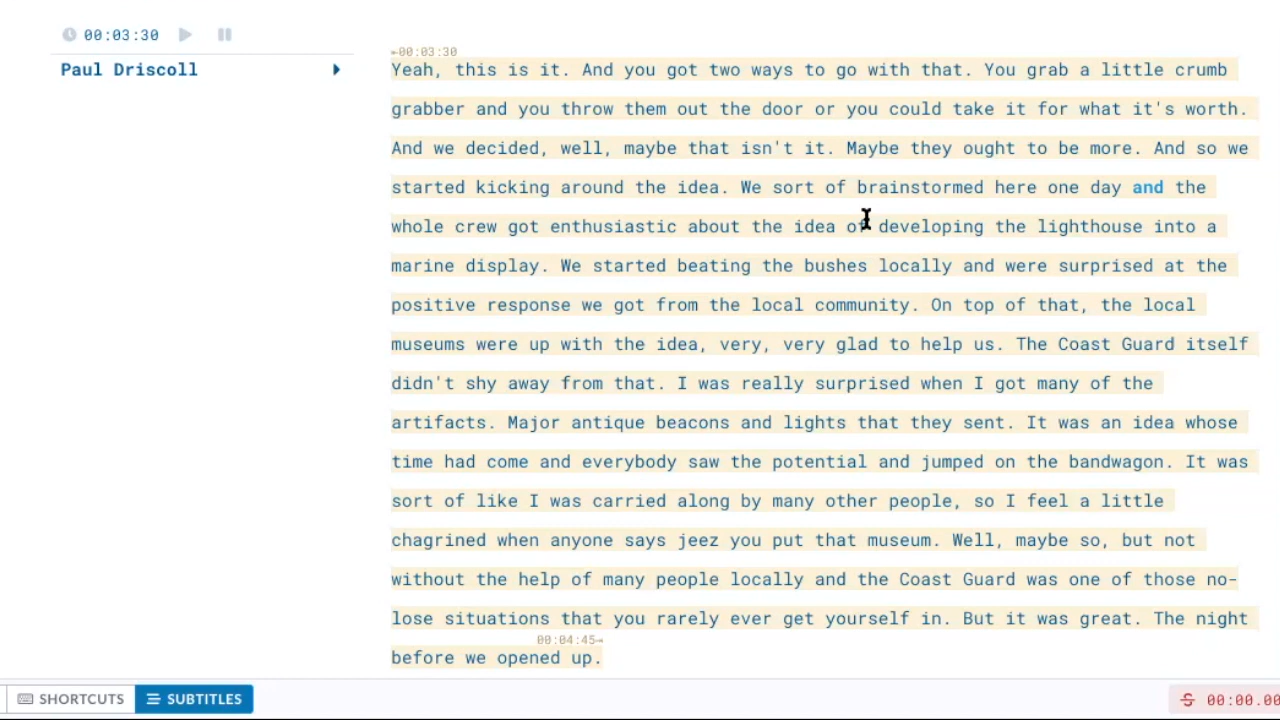 00:03:30
Paul Driscoll
←00:03:30
Yeah, this is it. And you got two ways to go with that. You grab a little crumb
grabber and you throw them out the door or you could take it for what it's worth.
And we decided, well, maybe that isn't it. Maybe they ought to be more. And so we
started kicking around the idea. We sort of brainstormed here one day and the
whole crew got enthusiastic about the idea of developing the lighthouse into a
marine display. We started beating the bushes locally and were surprised at the
positive response we got from the local community. On top of that, the local
museums were up with the idea, very, very glad to help us. The Coast Guard itself
didn't shy away from that. I was really surprised when I got many of the
artifacts. Major antique beacons and lights that they sent. It was an idea whose
time had come and everybody saw the potential and jumped on the bandwagon. It was
sort of like I was carried along by many other people, so I feel a little
chagrined when anyone says jeez you put that museum. Well, maybe so, but not
without the help of many people locally and the Coast Guard was one of those no-
lose situations that you rarely ever get yourself in. But it was great. The night
00:04:45→
before we opened up.
SHORTCUTS
SUBTITLES
00:00.00